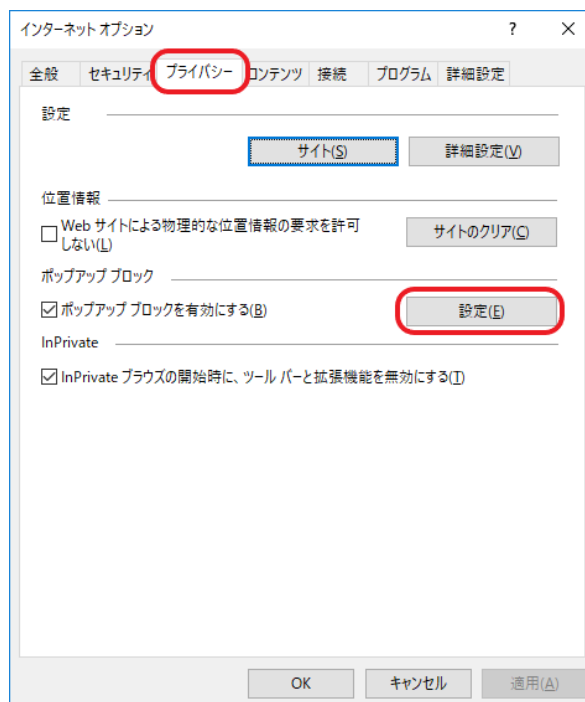 インターネット オプション ? ×
全般 セキュリティ プライバシー コンテンツ 接続 プログラム 詳細設定
設定
サイト(S) 詳細設定(V)
位置情報
Web サイトによる物理的な位置情報の要求を許可
しない(L)
サイトのクリア(C)
ポップアップ ブロック
ポップアップ ブロックを有効にする(B) 設定(E)
InPrivate
InPrivate ブラウズの開始時に、ツール バーと拡張機能を無効にする(T)
OK キャンセル 適用(A)